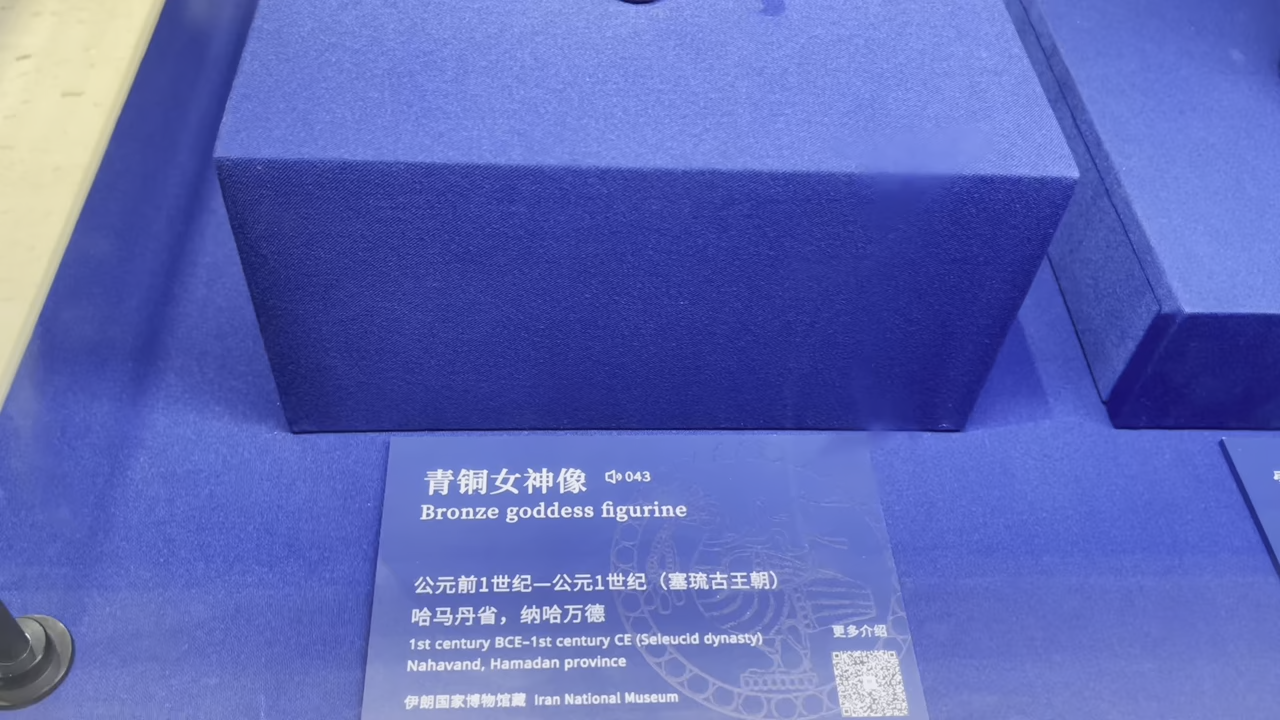 青铜女神像 043
Bronze goddess figurine
公元前1世纪—公元1世纪（塞琉古王朝）
哈马丹省，纳哈万德
1st century BCE–1st century CE (Seleucid dynasty)
Nahavand, Hamadan province
更多介绍
伊朗国家博物馆藏 Iran National Museum